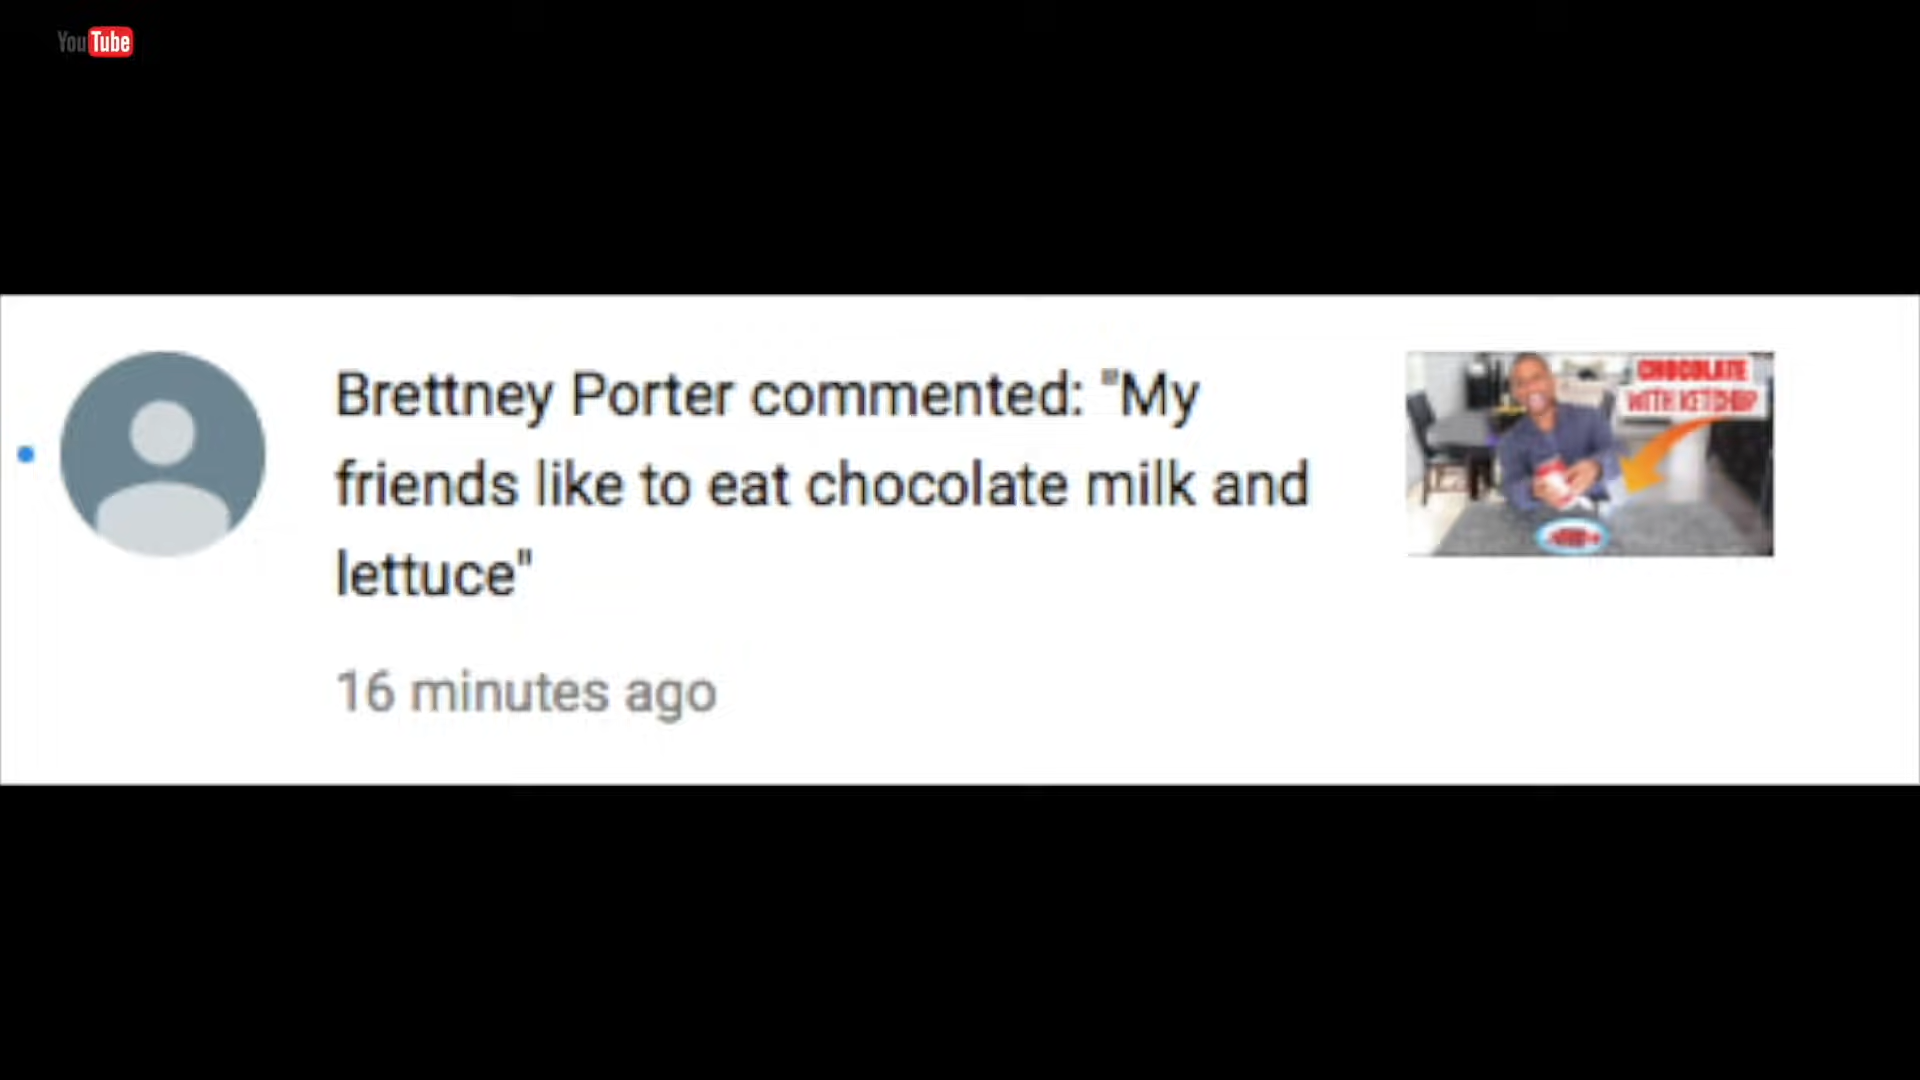 YouTube
Brettney Porter commented: "My
friends like to eat chocolate milk and
lettuce"
16 minutes ago
CHOCOLATE
WITH KETCHUP